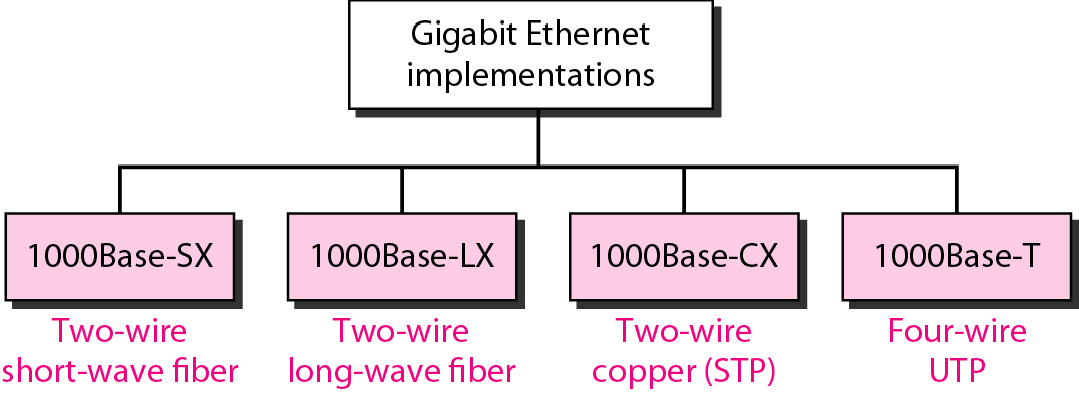 Gigabit Ethernet
implementations
1000Base-SX
1000Base-LX
1000Base-CX
1000Base-T
Two-wire
short-wave fiber
Two-wire
long-wave fiber
Two-wire
copper (STP)
Four-wire
UTP